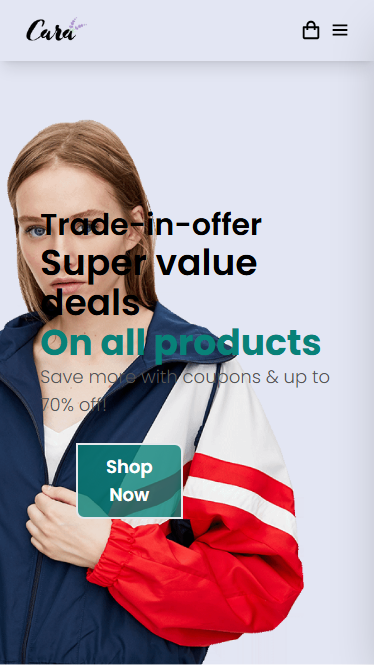 Cara
Trade-in-offer
Super value
deals
On all products
Save more with coupons & up to
70% off!
Shop
Now